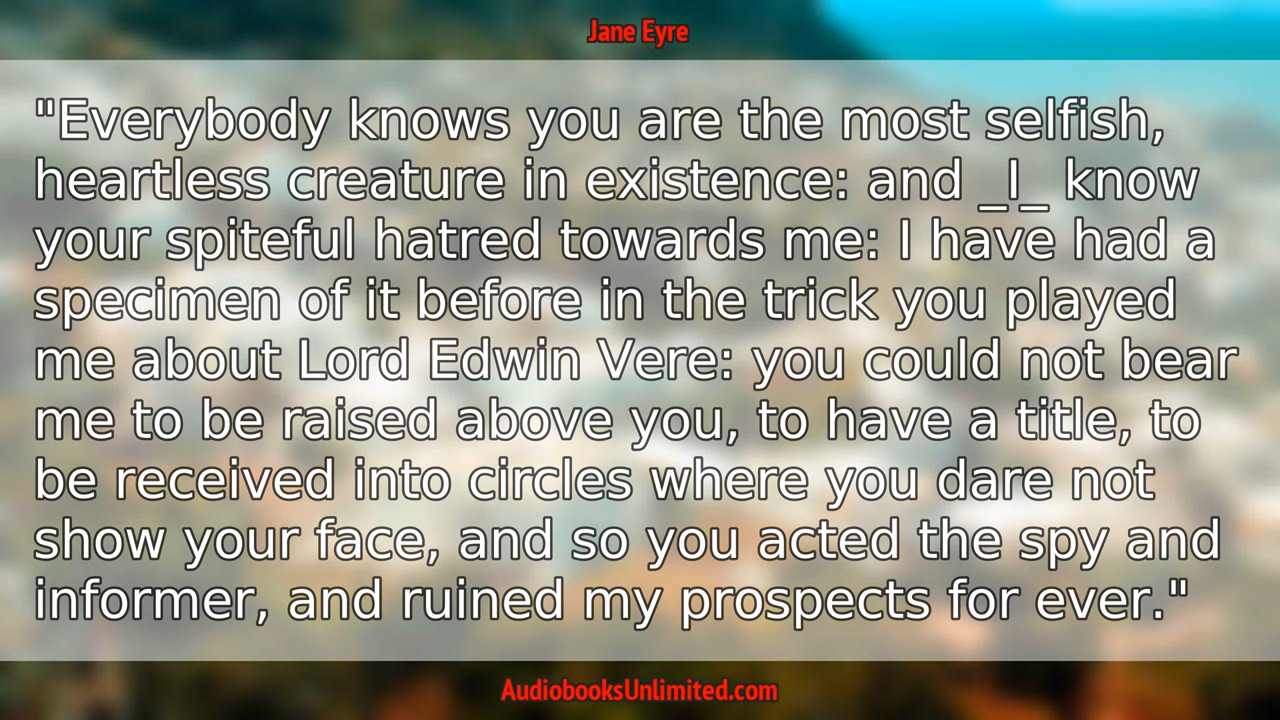 Jane Eyre
"Everybody knows you are the most selfish,
heartless creature in existence: and _I_ know
your spiteful hatred towards me: I have had a
specimen of it before in the trick you played
me about Lord Edwin Vere: you could not bear
me to be raised above you, to have a title, to
be received into circles where you dare not
show your face, and so you acted the spy and
informer, and ruined my prospects for ever."
AudiobooksUnlimited.com